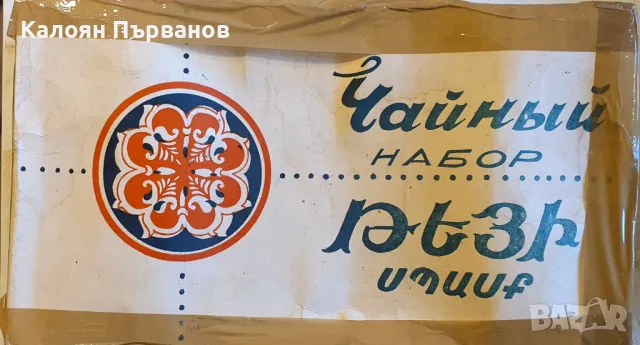 Калоян Първанов
Чайный
НАБОР
ԹԵՅԻ
ՍՊԱՍՔ
BAZAR